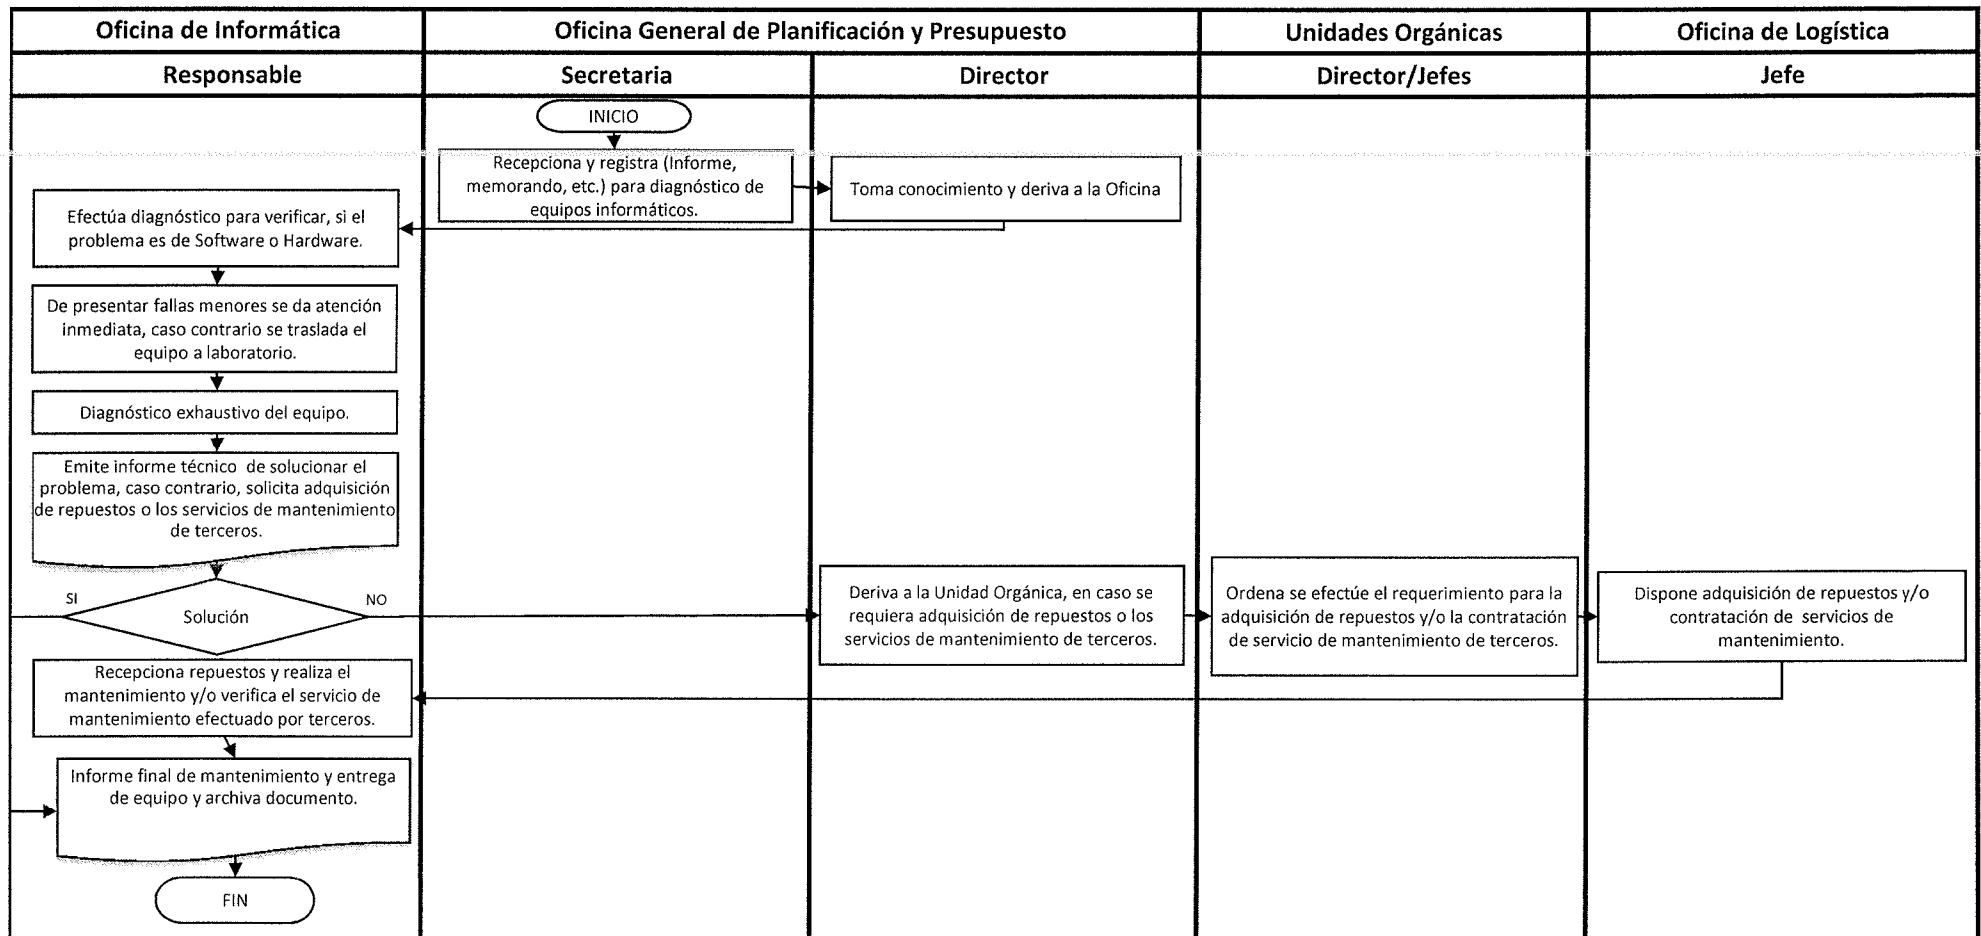 Oficina de Informática
Oficina General de Planificación y Presupuesto
Unidades Orgánicas
Oficina de Logística
Responsable
Secretaria
Director
Director/Jefes
Jefe
INICIO
Recepciona y registra (Informe,
memorando, etc.) para diagnóstico de
equipos informáticos.
Toma conocimiento y deriva a la Oficina
Efectúa diagnóstico para verificar, si el
problema es de Software o Hardware.
De presentar fallas menores se da atención
inmediata, caso contrario se traslada el
equipo a laboratorio.
Diagnóstico exhaustivo del equipo.
Emite informe técnico de solucionar el
problema, caso contrario, solicita adquisición
de repuestos o los servicios de mantenimiento
de terceros.
SI
Solución
NO
Deriva a la Unidad Orgánica, en caso se
requiera adquisición de repuestos o los
servicios de mantenimiento de terceros.
Ordena se efectúe el requerimiento para la
adquisición de repuestos y/o la contratación
de servicio de mantenimiento de terceros.
Dispone adquisición de repuestos y/o
contratación de servicios de
mantenimiento.
Recepciona repuestos y realiza el
mantenimiento y/o verifica el servicio de
mantenimiento efectuado por terceros.
Informe final de mantenimiento y entrega
de equipo y archiva documento.
FIN